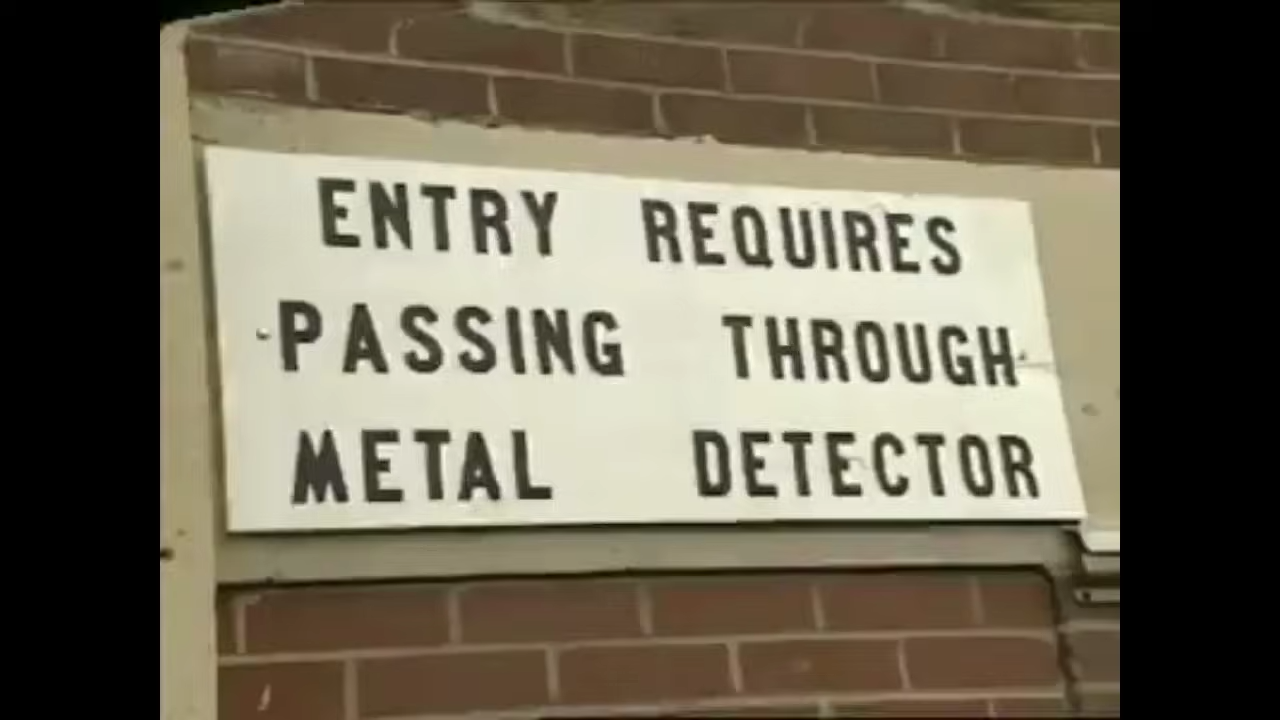 ENTRY REQUIRES
PASSING THROUGH
METAL DETECTOR